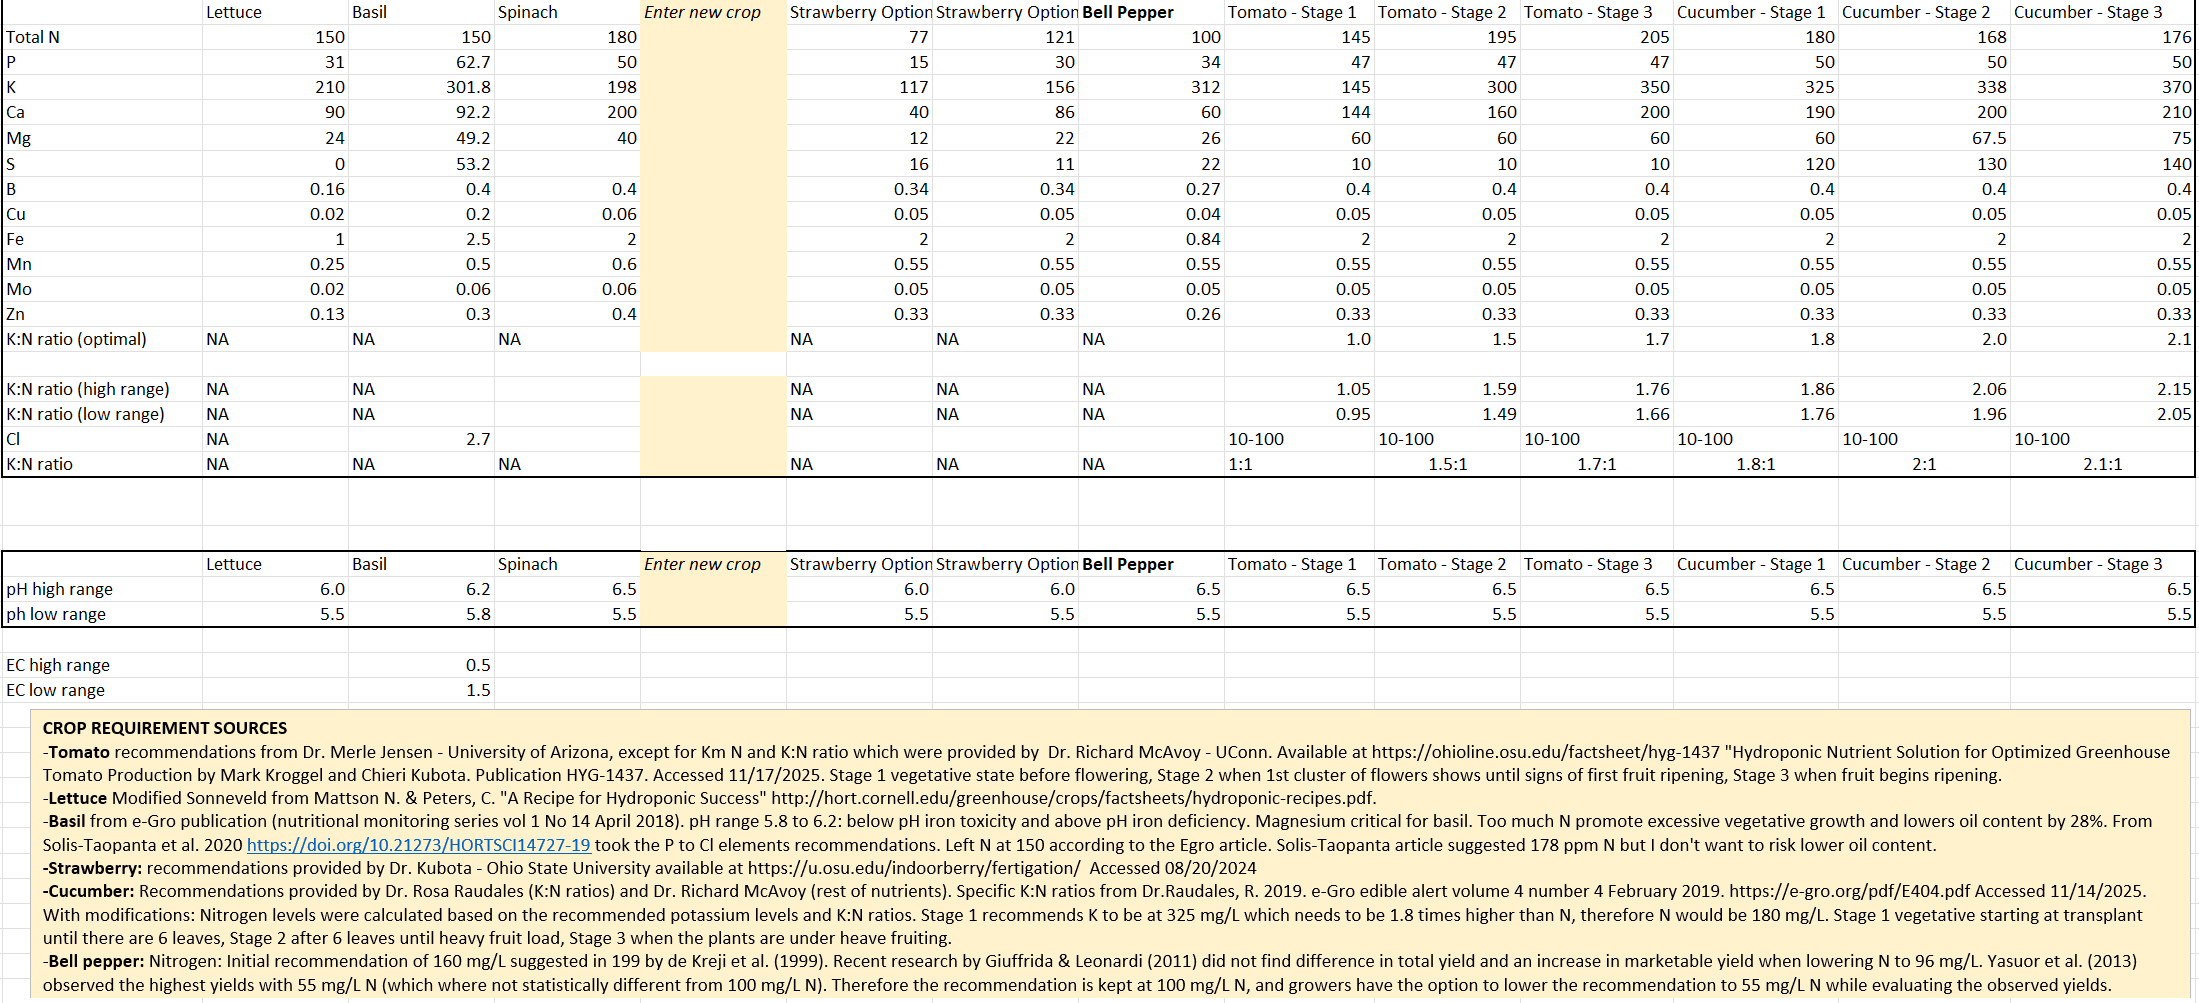 Lettuce Basil Spinach Enter new crop Strawberry Option Strawberry Option Bell Pepper Tomato - Stage 1 Tomato - Stage 2 Tomato - Stage 3 Cucumber - Stage 1 Cucumber - Stage 2 Cucumber - Stage 3
Total N 150 150 180 77 121 100 145 195 205 180 168 176
P 31 62.7 50 15 30 34 47 47 47 50 50 50
K 210 301.8 198 117 156 312 145 300 350 325 338 370
Ca 90 92.2 200 40 86 60 144 160 200 190 200 210
Mg 24 49.2 40 12 22 26 60 60 60 60 67.5 75
S 0 53.2 16 11 22 10 10 10 120 130 140
B 0.16 0.4 0.4 0.34 0.34 0.27 0.4 0.4 0.4 0.4 0.4 0.4
Cu 0.02 0.2 0.06 0.05 0.05 0.04 0.05 0.05 0.05 0.05 0.05 0.05
Fe 1 2.5 2 2 2 0.84 2 2 2 2 2 2
Mn 0.25 0.5 0.6 0.55 0.55 0.55 0.55 0.55 0.55 0.55 0.55 0.55
Mo 0.02 0.06 0.06 0.05 0.05 0.05 0.05 0.05 0.05 0.05 0.05 0.05
Zn 0.13 0.3 0.4 0.33 0.33 0.26 0.33 0.33 0.33 0.33 0.33 0.33
K:N ratio (optimal) NA NA NA NA NA NA 1.0 1.5 1.7 1.8 2.0 2.1
K:N ratio (high range) NA NA NA NA NA 1.05 1.59 1.76 1.86 2.06 2.15
K:N ratio (low range) NA NA NA NA NA 0.95 1.49 1.66 1.76 1.96 2.05
Cl NA 2.7 10-100 10-100 10-100 10-100 10-100 10-100
K:N ratio NA NA NA NA NA NA 1:1 1.5:1 1.7:1 1.8:1 2:1 2.1:1
Lettuce Basil Spinach Enter new crop Strawberry Option Strawberry Option Bell Pepper Tomato - Stage 1 Tomato - Stage 2 Tomato - Stage 3 Cucumber - Stage 1 Cucumber - Stage 2 Cucumber - Stage 3
pH high range 6.0 6.2 6.5 6.0 6.0 6.5 6.5 6.5 6.5 6.5 6.5 6.5
ph low range 5.5 5.8 5.5 5.5 5.5 5.5 5.5 5.5 5.5 5.5 5.5 5.5
EC high range 0.5
EC low range 1.5
CROP REQUIREMENT SOURCES
-Tomato recommendations from Dr. Merle Jensen - University of Arizona, except for Km N and K:N ratio which were provided by Dr. Richard McAvoy - UConn. Available at https://ohioline.osu.edu/factsheet/hyg-1437 "Hydroponic Nutrient Solution for Optimized Greenhouse
Tomato Production by Mark Kroggel and Chieri Kubota. Publication HYG-1437. Accessed 11/17/2025. Stage 1 vegetative state before flowering, Stage 2 when 1st cluster of flowers shows until signs of first fruit ripening, Stage 3 when fruit begins ripening.
-Lettuce Modified Sonneveld from Mattson N. & Peters, C. "A Recipe for Hydroponic Success" http://hort.cornell.edu/greenhouse/crops/factsheets/hydroponic-recipes.pdf.
-Basil from e-Gro publication (nutritional monitoring series vol 1 No 14 April 2018). pH range 5.8 to 6.2: below pH iron toxicity and above pH iron deficiency. Magnesium critical for basil. Too much N promote excessive vegetative growth and lowers oil content by 28%. From
Solis-Taopanta et al. 2020 https://doi.org/10.21273/HORTSCI14727-19 took the P to Cl elements recommendations. Left N at 150 according to the Egro article. Solis-Taopanta article suggested 178 ppm N but I don't want to risk lower oil content.
-Strawberry: recommendations provided by Dr. Kubota - Ohio State University available at https://u.osu.edu/indoorberry/fertigation/ Accessed 08/20/2024
-Cucumber: Recommendations provided by Dr. Rosa Raudales (K:N ratios) and Dr. Richard McAvoy (rest of nutrients). Specific K:N ratios from Dr.Raudales, R. 2019. e-Gro edible alert volume 4 number 4 February 2019. https://e-gro.org/pdf/E404.pdf Accessed 11/14/2025.
With modifications: Nitrogen levels were calculated based on the recommended potassium levels and K:N ratios. Stage 1 recommends K to be at 325 mg/L which needs to be 1.8 times higher than N, therefore N would be 180 mg/L. Stage 1 vegetative starting at transplant
until there are 6 leaves, Stage 2 after 6 leaves until heavy fruit load, Stage 3 when the plants are under heave fruiting.
-Bell pepper: Nitrogen: Initial recommendation of 160 mg/L suggested in 199 by de Kreji et al. (1999). Recent research by Giuffrida & Leonardi (2011) did not find difference in total yield and an increase in marketable yield when lowering N to 96 mg/L. Yasuor et al. (2013)
observed the highest yields with 55 mg/L N (which where not statistically different from 100 mg/L N). Therefore the recommendation is kept at 100 mg/L N, and growers have the option to lower the recommendation to 55 mg/L N while evaluating the observed yields.